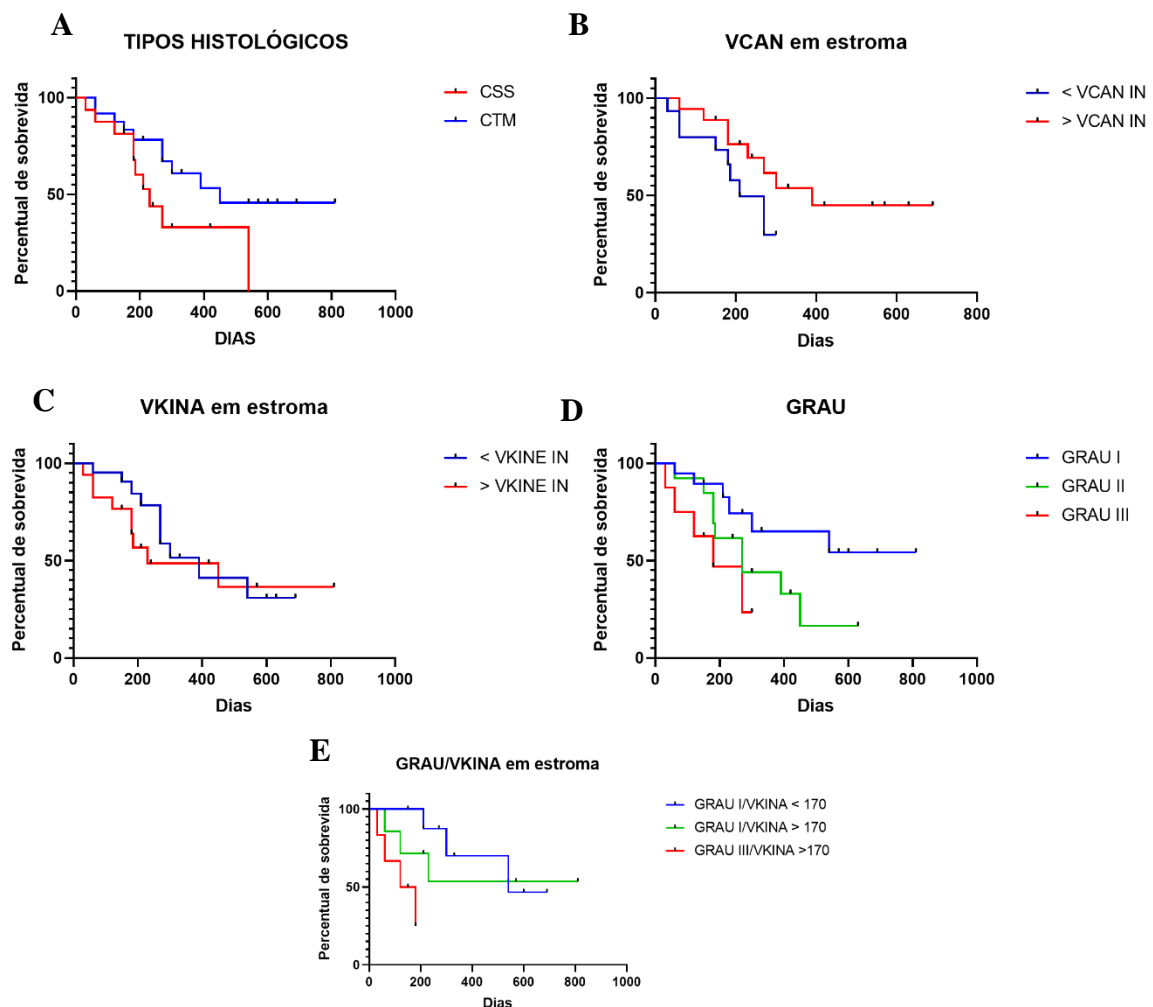 A
TIPOS HISTOLÓGICOS
Percentual de sobrevida
100
50
0
0 200 400 600 800 1000
DIAS
CSS
CTM
B
VCAN em estroma
Percentual de sobrevida
100
50
0
0 200 400 600 800
Dias
< VCAN IN
> VCAN IN
C
VKINA em estroma
Percentual de sobrevida
100
50
0
0 200 400 600 800 1000
Dias
< VKINE IN
> VKINE IN
D
GRAU
Percentual de sobrevida
100
50
0
0 200 400 600 800 1000
Dias
GRAU I
GRAU II
GRAU III
E
GRAU/VKINA em estroma
Percentual de sobrevida
100
50
0
0 200 400 600 800 1000
Dias
GRAU I/VKINA < 170
GRAU I/VKINA > 170
GRAU III/VKINA >170